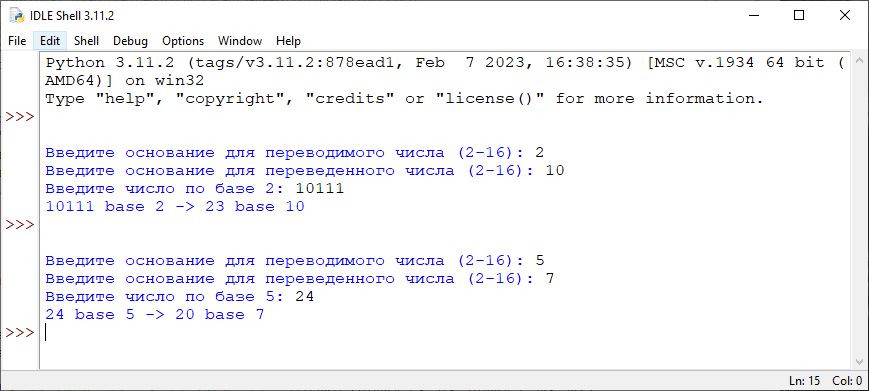 IDLE Shell 3.11.2
File Edit Shell Debug Options Window Help
Python 3.11.2 (tags/v3.11.2:878ead1, Feb  7 2023, 16:38:35) [MSC v.1934 64 bit (
AMD64)] on win32
Type "help", "copyright", "credits" or "license()" for more information.
>>>
Введите основание для переводимого числа (2-16): 2
Введите основание для переведенного числа (2-16): 10
Введите число по базе 2: 10111
10111 base 2 -> 23 base 10
>>>
Введите основание для переводимого числа (2-16): 5
Введите основание для переведенного числа (2-16): 7
Введите число по базе 5: 24
24 base 5 -> 20 base 7
>>>
Ln: 15 Col: 0